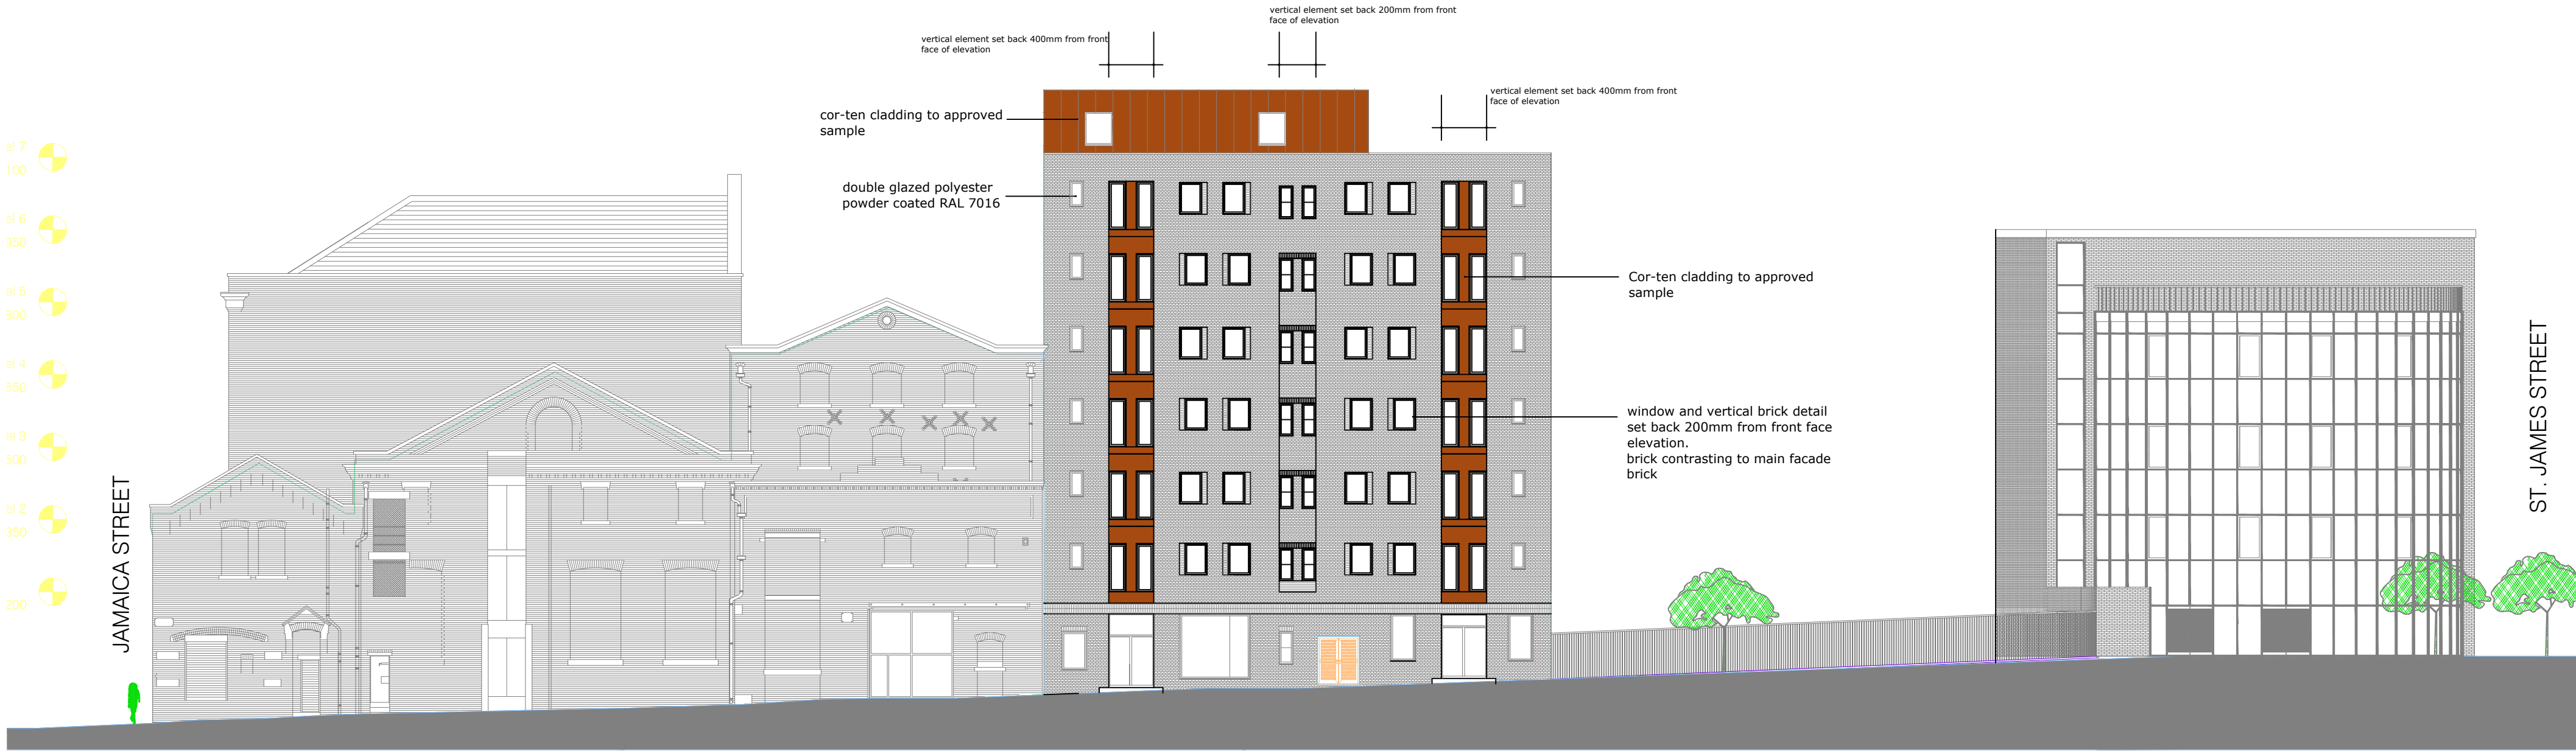 vertical element set back 200mm from front
face of elevation
vertical element set back 400mm from front
face of elevation
vertical element set back 400mm from front
face of elevation
cor-ten cladding to approved
sample
double glazed polyester
powder coated RAL 7016
Cor-ten cladding to approved
sample
window and vertical brick detail
set back 200mm from front face
elevation.
brick contrasting to main facade
brick
JAMAICA STREET
ST. JAMES STREET